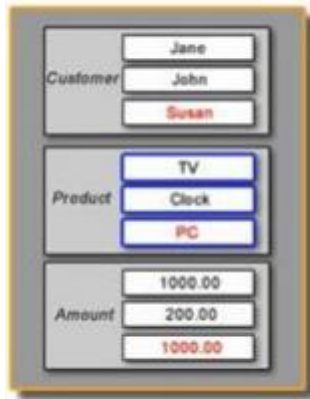 Jane
Customer John
Susan
TV
Product Clock
PC
1000.00
Amount 200.00
1000.00